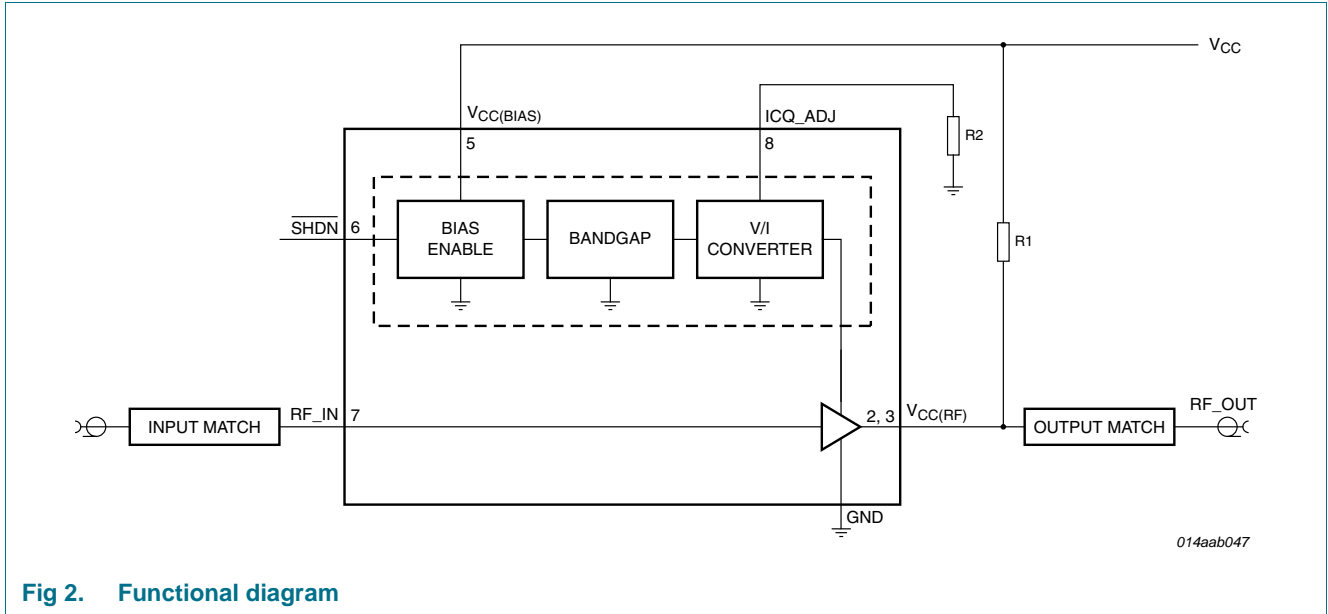 VCC
VCC(BIAS)
ICQ_ADJ
5
8
R2
SHDN
6
BIAS
ENABLE
BANDGAP
V/I
CONVERTER
R1
INPUT MATCH
RF_IN
7
2, 3
VCC(RF)
OUTPUT MATCH
RF_OUT
GND
014aab047
Fig 2. Functional diagram